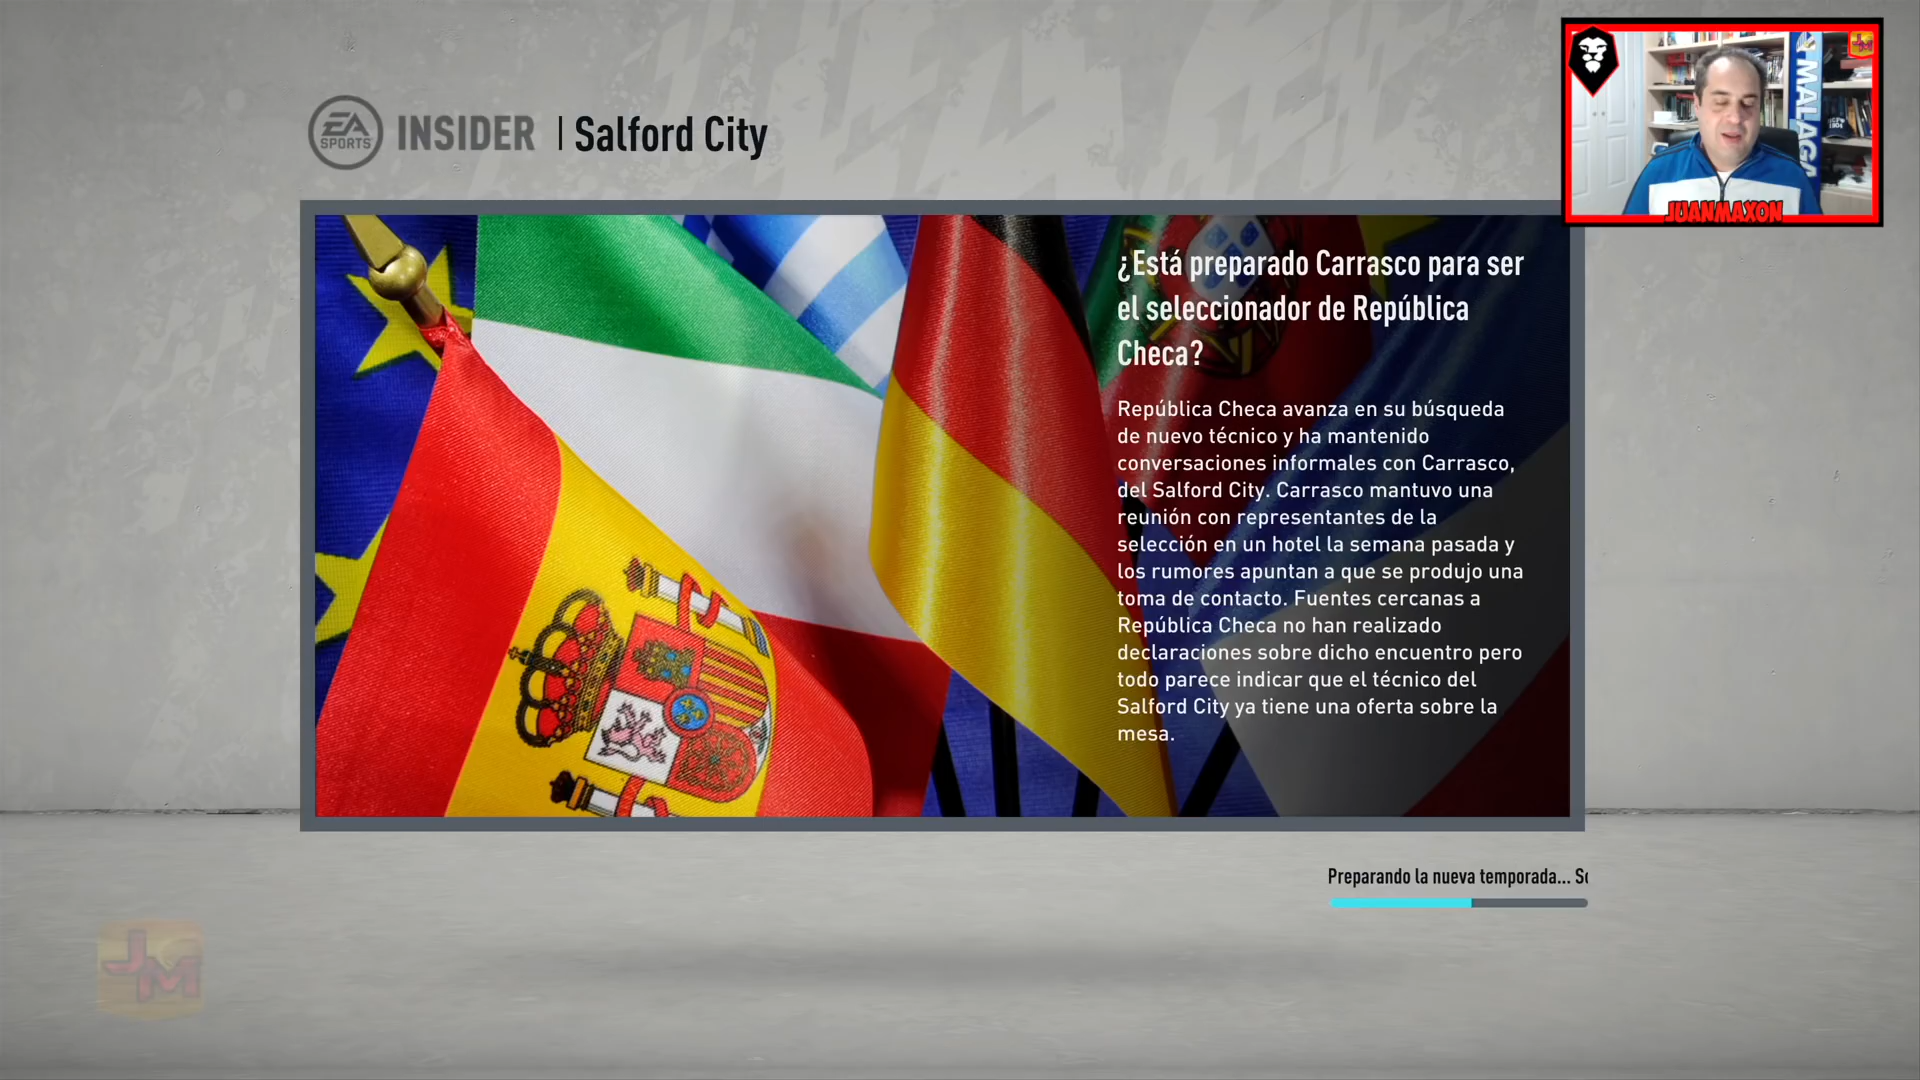 EA
SPORTS
INSIDER | Salford City
MALAGA
JM
JUANMAXON
¿Está preparado Carrasco para ser
el seleccionador de República
Checa?
República Checa avanza en su búsqueda
de nuevo técnico y ha mantenido
conversaciones informales con Carrasco,
del Salford City. Carrasco mantuvo una
reunión con representantes de la
selección en un hotel la semana pasada y
los rumores apuntan a que se produjo una
toma de contacto. Fuentes cercanas a
República Checa no han realizado
declaraciones sobre dicho encuentro pero
todo parece indicar que el técnico del
Salford City ya tiene una oferta sobre la
mesa.
Preparando la nueva temporada...
JM